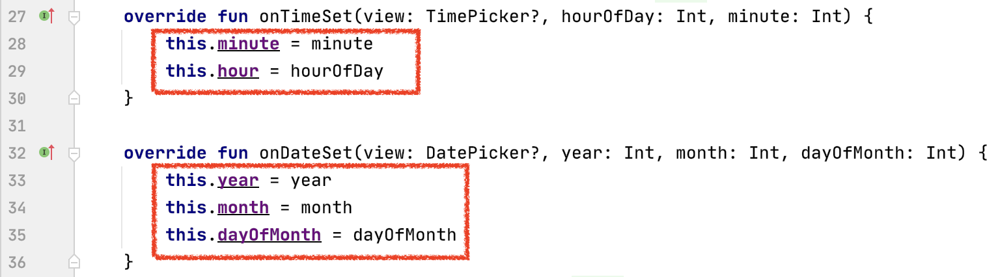 27 override fun onTimeSet(view: TimePicker?, hourOfDay: Int, minute: Int) {
28 this.minute = minute
29 this.hour = hourOfDay
30 }
31
32 override fun onDateSet(view: DatePicker?, year: Int, month: Int, dayOfMonth: Int) {
33 this.year = year
34 this.month = month
35 this.dayOfMonth = dayOfMonth
36 }